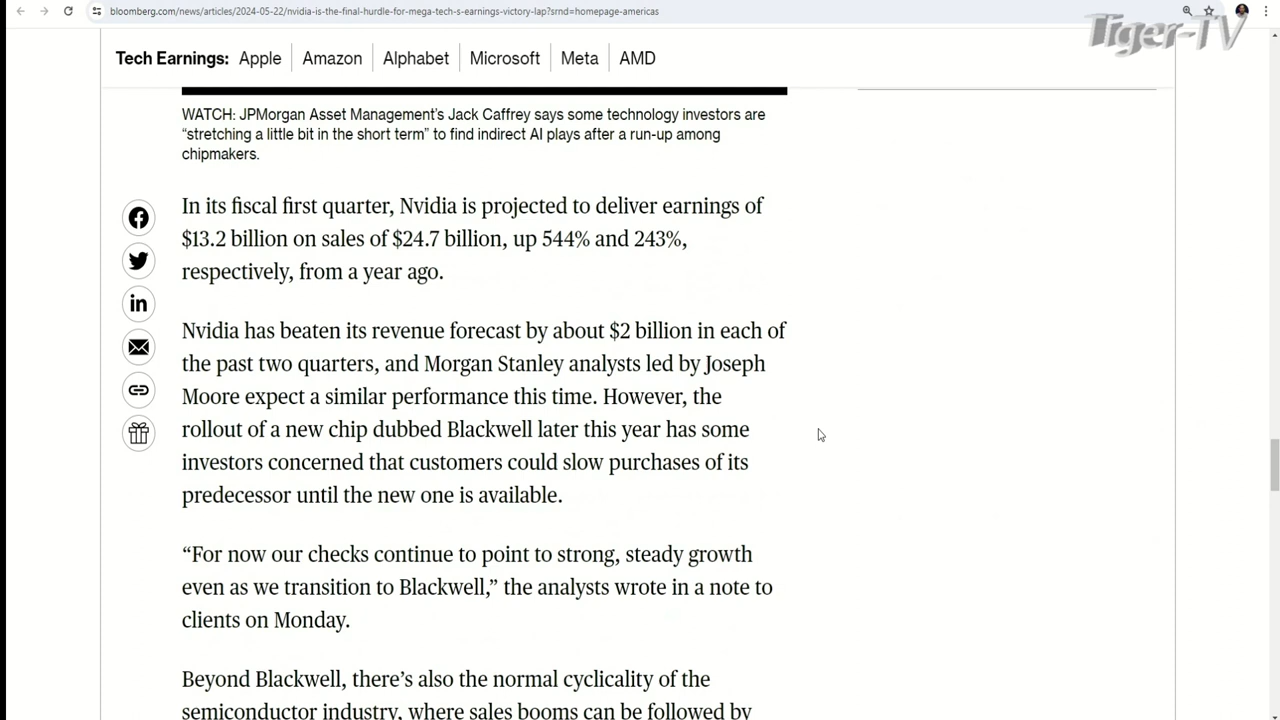 bloomberg.com/news/articles/2024-05-22/nvidia-is-the-final-hurdle-for-mega-tech-s-earnings-victory-lap?srnd=homepage-americas
Tiger-TV
Tech Earnings: Apple Amazon Alphabet Microsoft Meta AMD
WATCH: JPMorgan Asset Management’s Jack Caffrey says some technology investors are
“stretching a little bit in the short term” to find indirect AI plays after a run-up among
chipmakers.
In its fiscal first quarter, Nvidia is projected to deliver earnings of
$13.2 billion on sales of $24.7 billion, up 544% and 243%,
respectively, from a year ago.
Nvidia has beaten its revenue forecast by about $2 billion in each of
the past two quarters, and Morgan Stanley analysts led by Joseph
Moore expect a similar performance this time. However, the
rollout of a new chip dubbed Blackwell later this year has some
investors concerned that customers could slow purchases of its
predecessor until the new one is available.
“For now our checks continue to point to strong, steady growth
even as we transition to Blackwell,” the analysts wrote in a note to
clients on Monday.
Beyond Blackwell, there’s also the normal cyclicality of the
semiconductor industry, where sales booms can be followed by